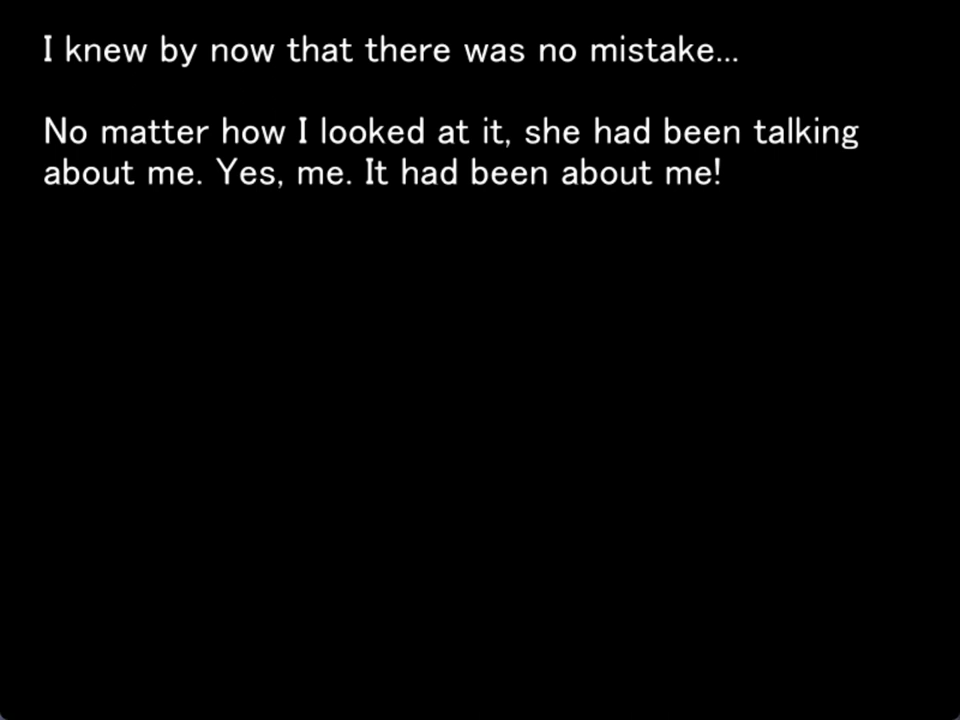 I knew by now that there was no mistake...
No matter how I looked at it, she had been talking
about me. Yes, me. It had been about me!